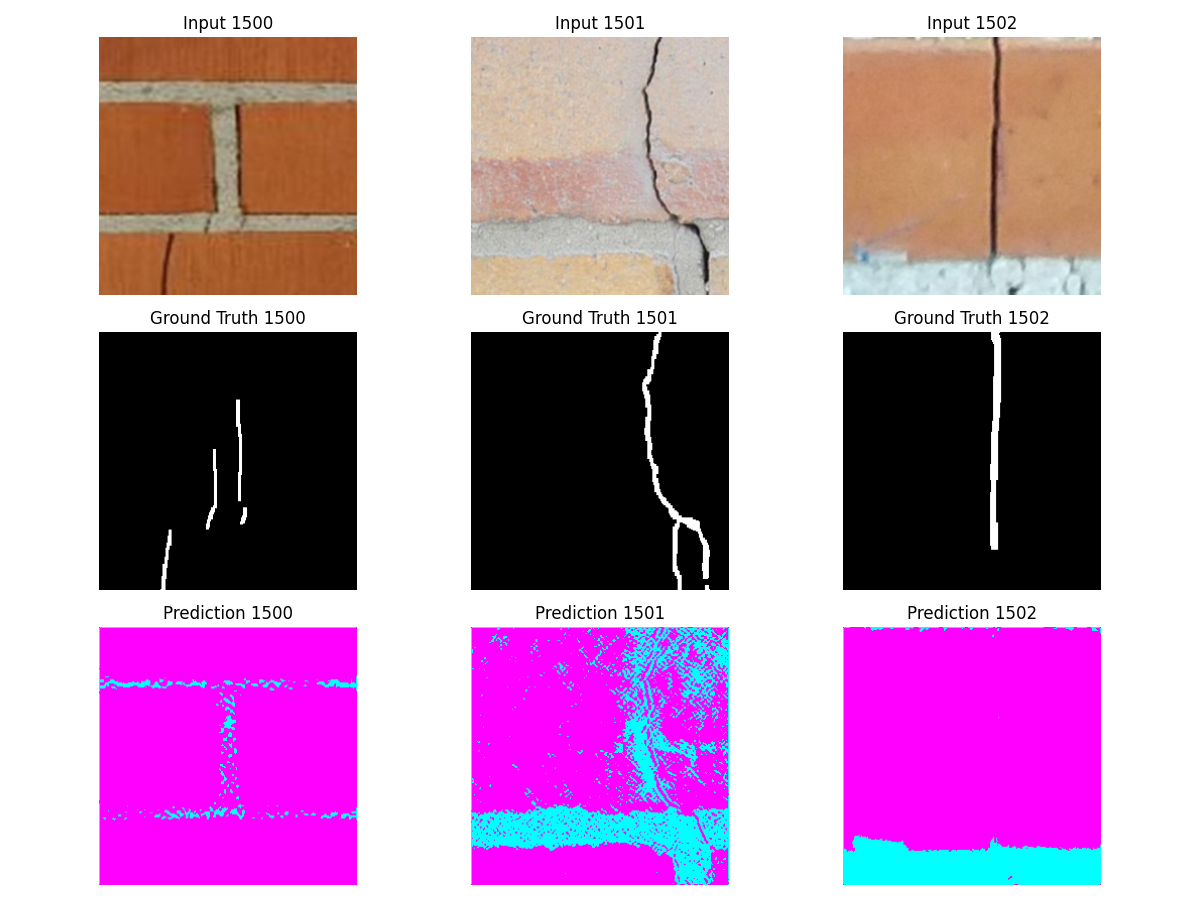 Input 1500
Input 1501
Input 1502
Ground Truth 1500
Ground Truth 1501
Ground Truth 1502
Prediction 1500
Prediction 1501
Prediction 1502